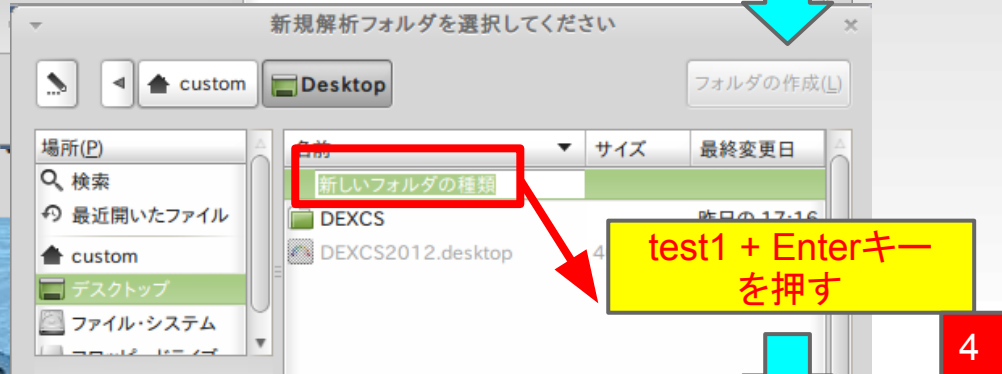 新規解析フォルダを選択してください
custom
Desktop
フォルダの作成(L)
場所(P)
名前
サイズ
最終変更日
検索
新しいフォルダの種類
最近開いたファイル
DEXCS
昨日の 17:16
custom
DEXCS2012.desktop
4
test1 + Enterキー
を押す
デスクトップ
ファイル・システム
4